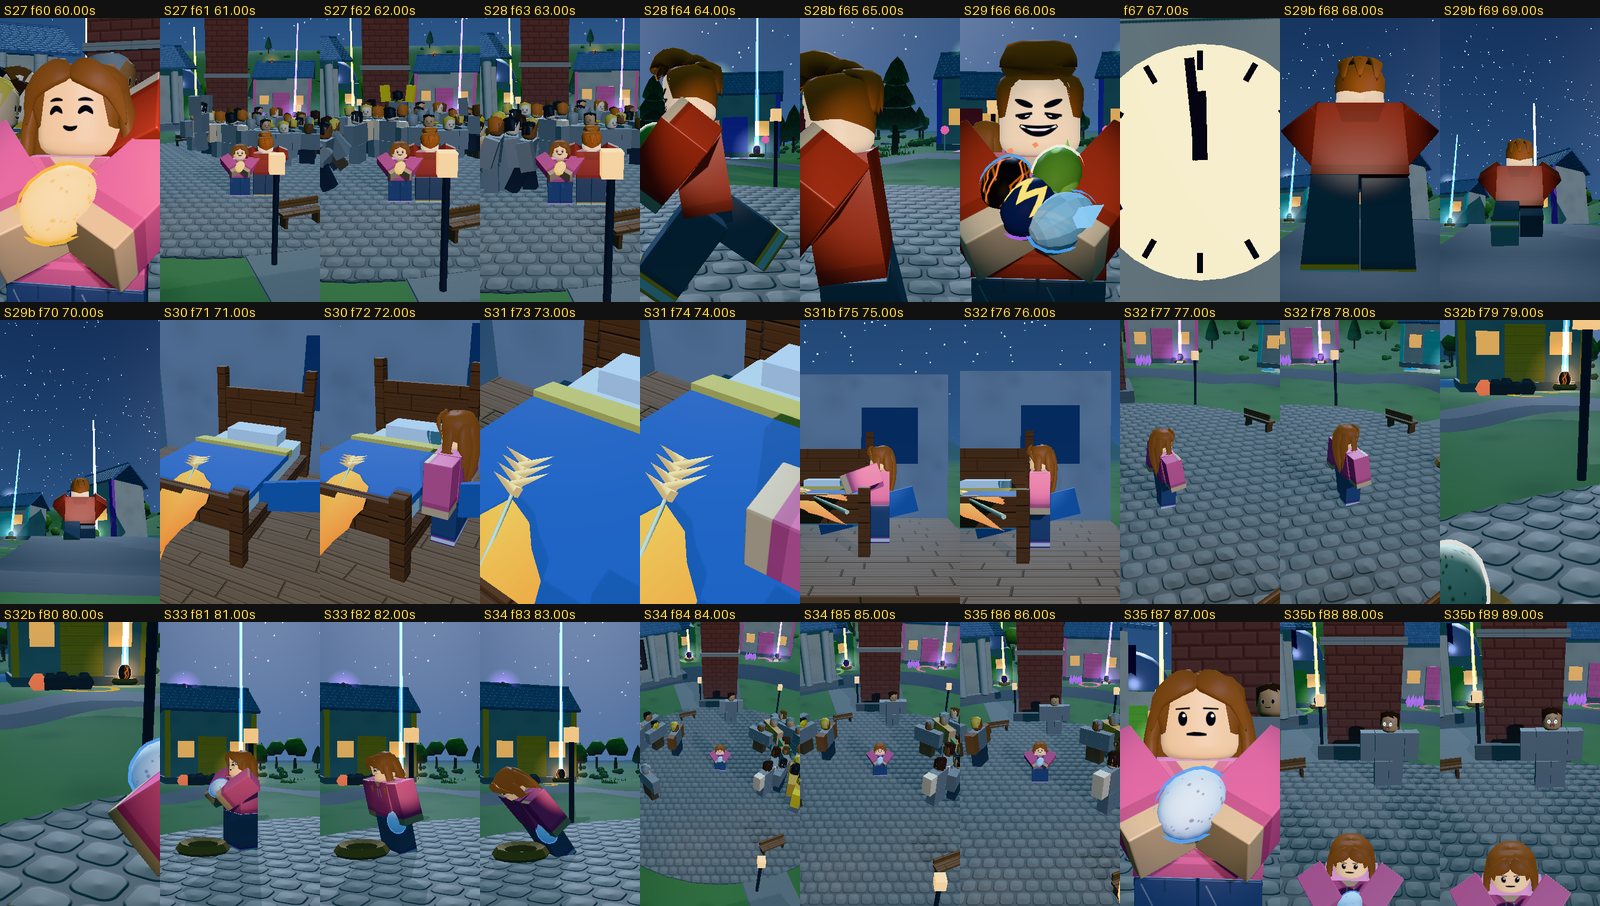 S27 f60 60.00s
S27 f61 61.00s
S27 f62 62.00s
S28 f63 63.00s
S28 f64 64.00s
S28b f65 65.00s
S29 f66 66.00s
f67 67.00s
S29b f68 68.00s
S29b f69 69.00s
S29b f70 70.00s
S30 f71 71.00s
S30 f72 72.00s
S31 f73 73.00s
S31 f74 74.00s
S31b f75 75.00s
S32 f76 76.00s
S32 f77 77.00s
S32 f78 78.00s
S32b f79 79.00s
S32b f80 80.00s
S33 f81 81.00s
S33 f82 82.00s
S34 f83 83.00s
S34 f84 84.00s
S34 f85 85.00s
S35 f86 86.00s
S35 f87 87.00s
S35b f88 88.00s
S35b f89 89.00s